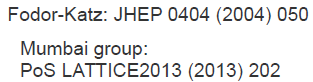 Fodor-Katz: JHEP 0404 (2004) 050
Mumbai group:
PoS LATTICE2013 (2013) 202